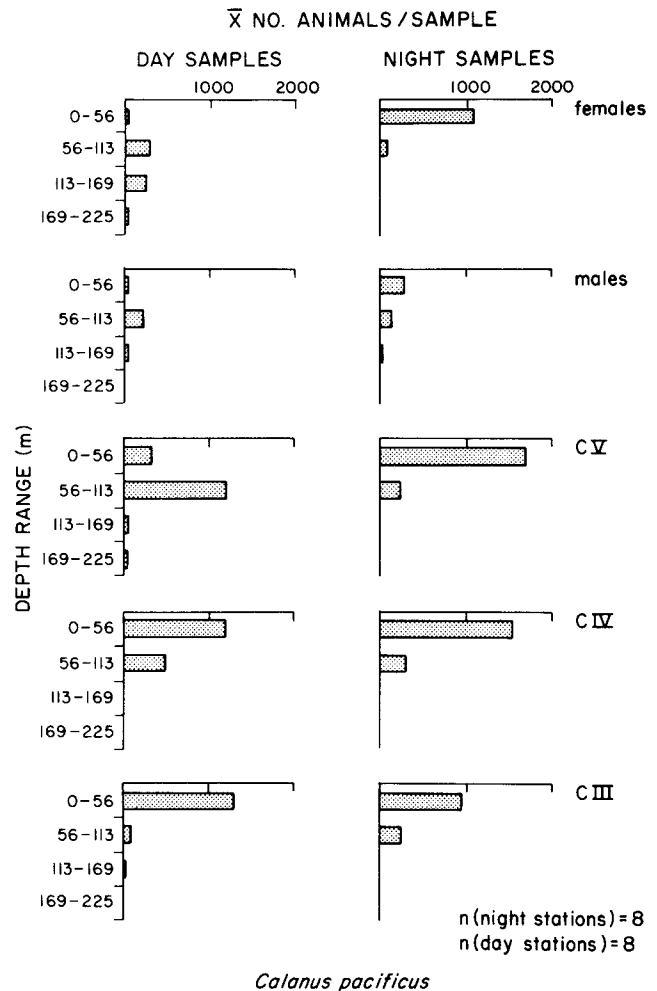 X̄ NO. ANIMALS/SAMPLE
DAY SAMPLES NIGHT SAMPLES
1000 2000 1000 2000
females
0-56
56-113
113-169
169-225
males
0-56
56-113
113-169
169-225
DEPTH RANGE (m)
CV
0-56
56-113
113-169
169-225
CIV
0-56
56-113
113-169
169-225
CIII
0-56
56-113
113-169
169-225
n(night stations)=8
n(day stations)=8
Calanus pacificus